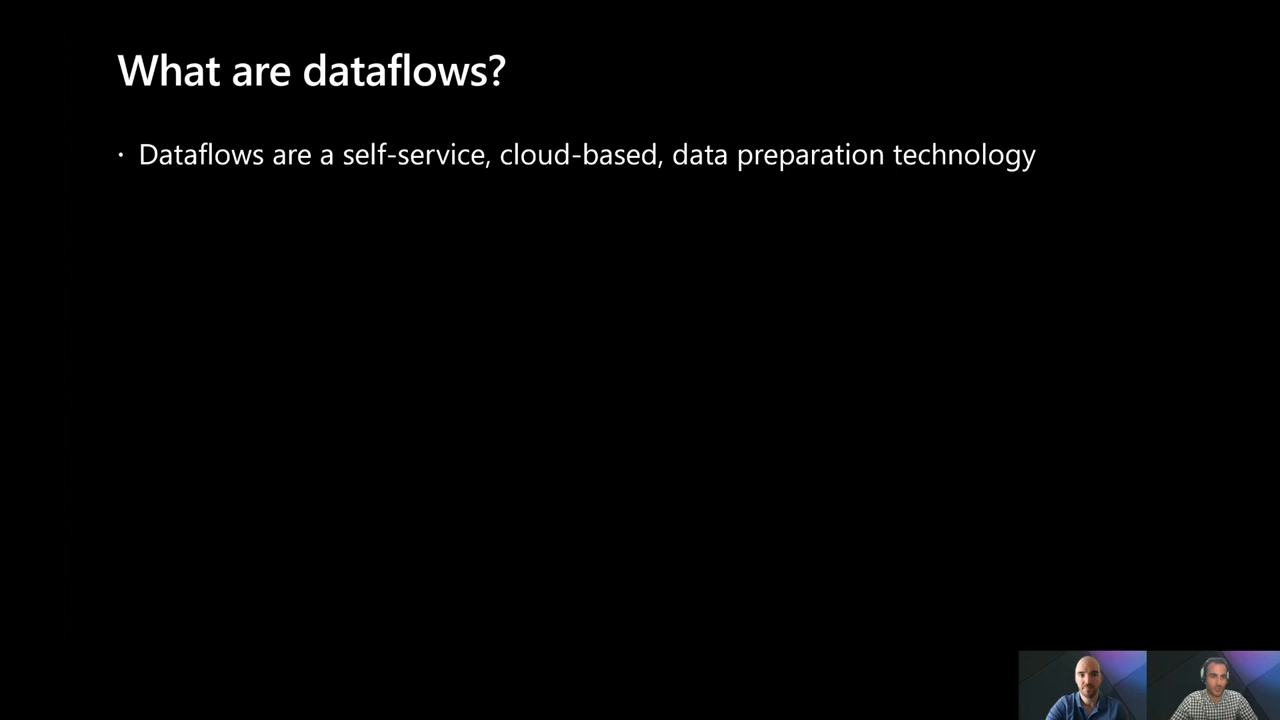 What are dataflows?
· Dataflows are a self-service, cloud-based, data preparation technology